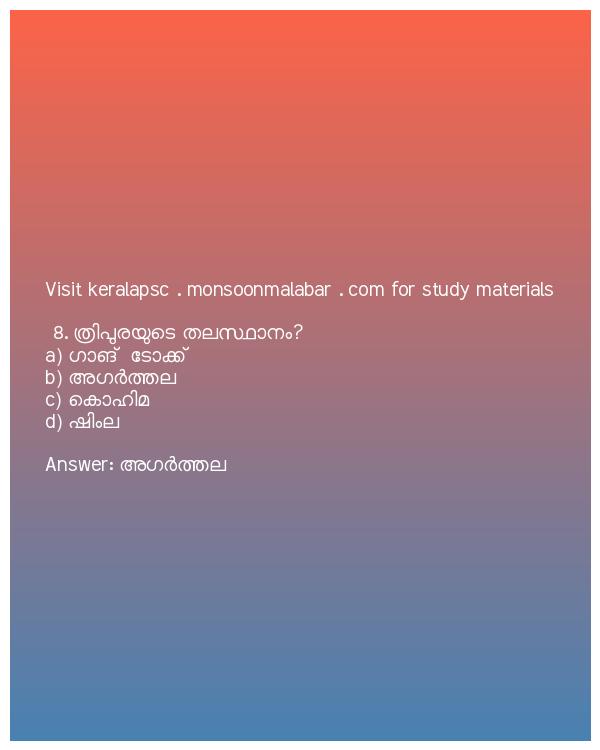 Visit keralapsc . monsoonmalabar . com for study materials
8. ത്രിപുരയുടെ തലസ്ഥാനം?
a) ഗാങ് ടോക്ക്
b) അഗർത്തല
c) കൊഹിമ
d) ഷിംല
Answer: അഗർത്തല